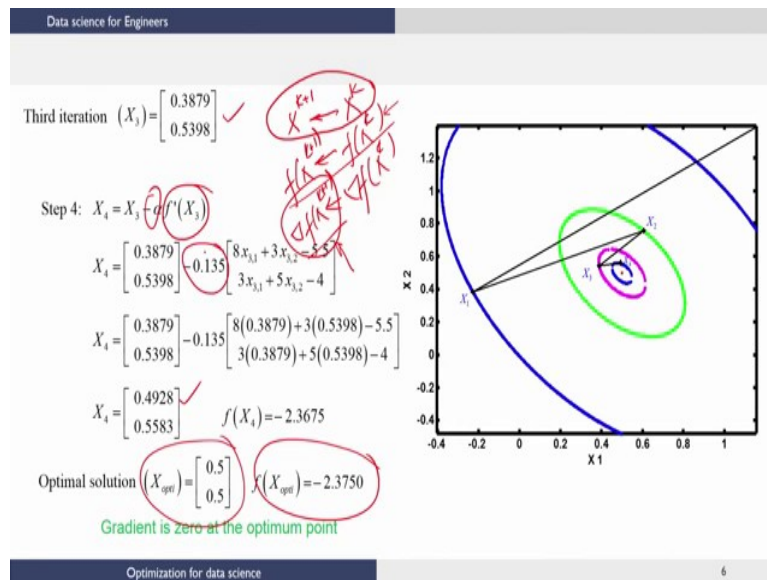 Data science for Engineers
Third iteration (X₃) = [0.3879 0.5398]
X^{K+1} ← X^K
f(X^{K+1}) ← f(X^K)
∇f(X^{K+1}) ← ∇f(X^K)
Step 4: X₄ = X₃ - α f'(X₃)
X₄ = [0.3879 0.5398] - 0.135 [8x₃,₁ + 3x₃,₂ - 5.5 3x₃,₁ + 5x₃,₂ - 4]
X₄ = [0.3879 0.5398] - 0.135 [8(0.3879) + 3(0.5398) - 5.5 3(0.3879) + 5(0.5398) - 4]
X₄ = [0.4928 0.5583] f(X₄) = -2.3675
Optimal solution (X_opti) = [0.5 0.5] f(X_opti) = -2.3750
Gradient is zero at the optimum point
1.2
1
0.8
0.6
0.4
0.2
0
-0.2
-0.4
X 2
X₂
X₃
X₁
-0.4 -0.2 0 0.2 0.4 0.6 0.8 1
X 1
Optimization for data science
6